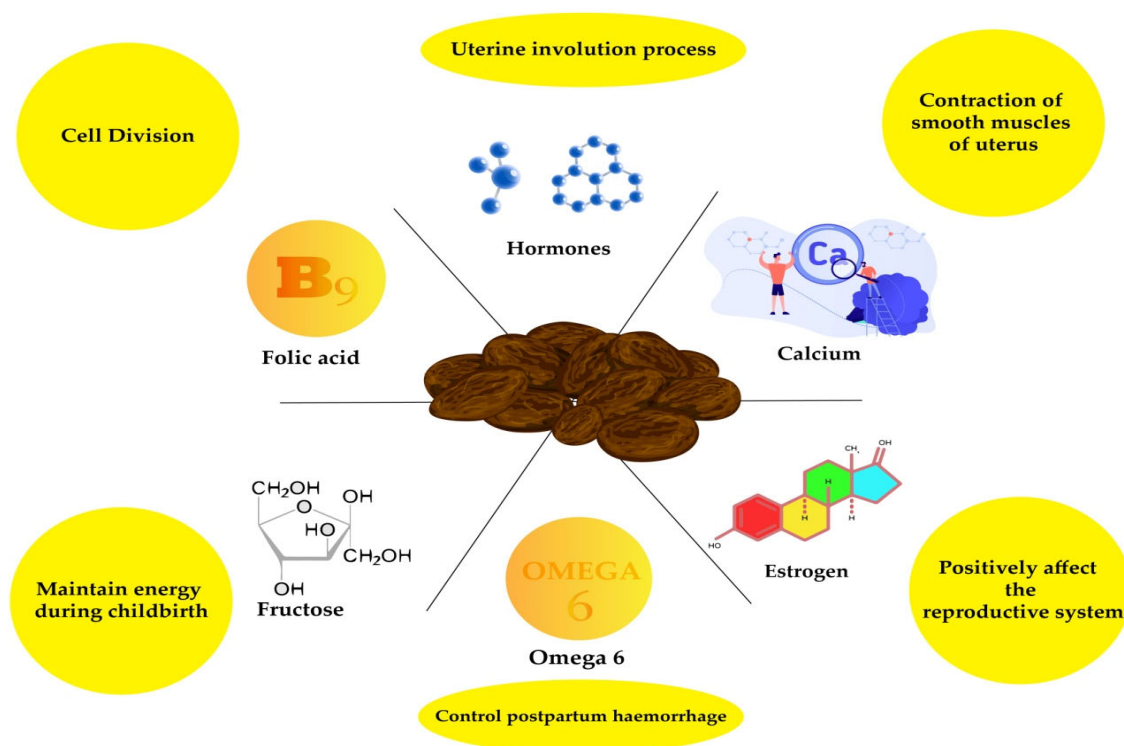 Uterine involution process
Cell Division
Contraction of
smooth muscles
of uterus
Hormones
B9
Folic acid
Ca
Calcium
CH₂OH
O
OH
HO
CH₂OH
OH
Fructose
OMEGA
6
Omega 6
CH,
OH
H
H
H
HO
Estrogen
Maintain energy
during childbirth
Positively affect
the
reproductive system
Control postpartum haemorrhage